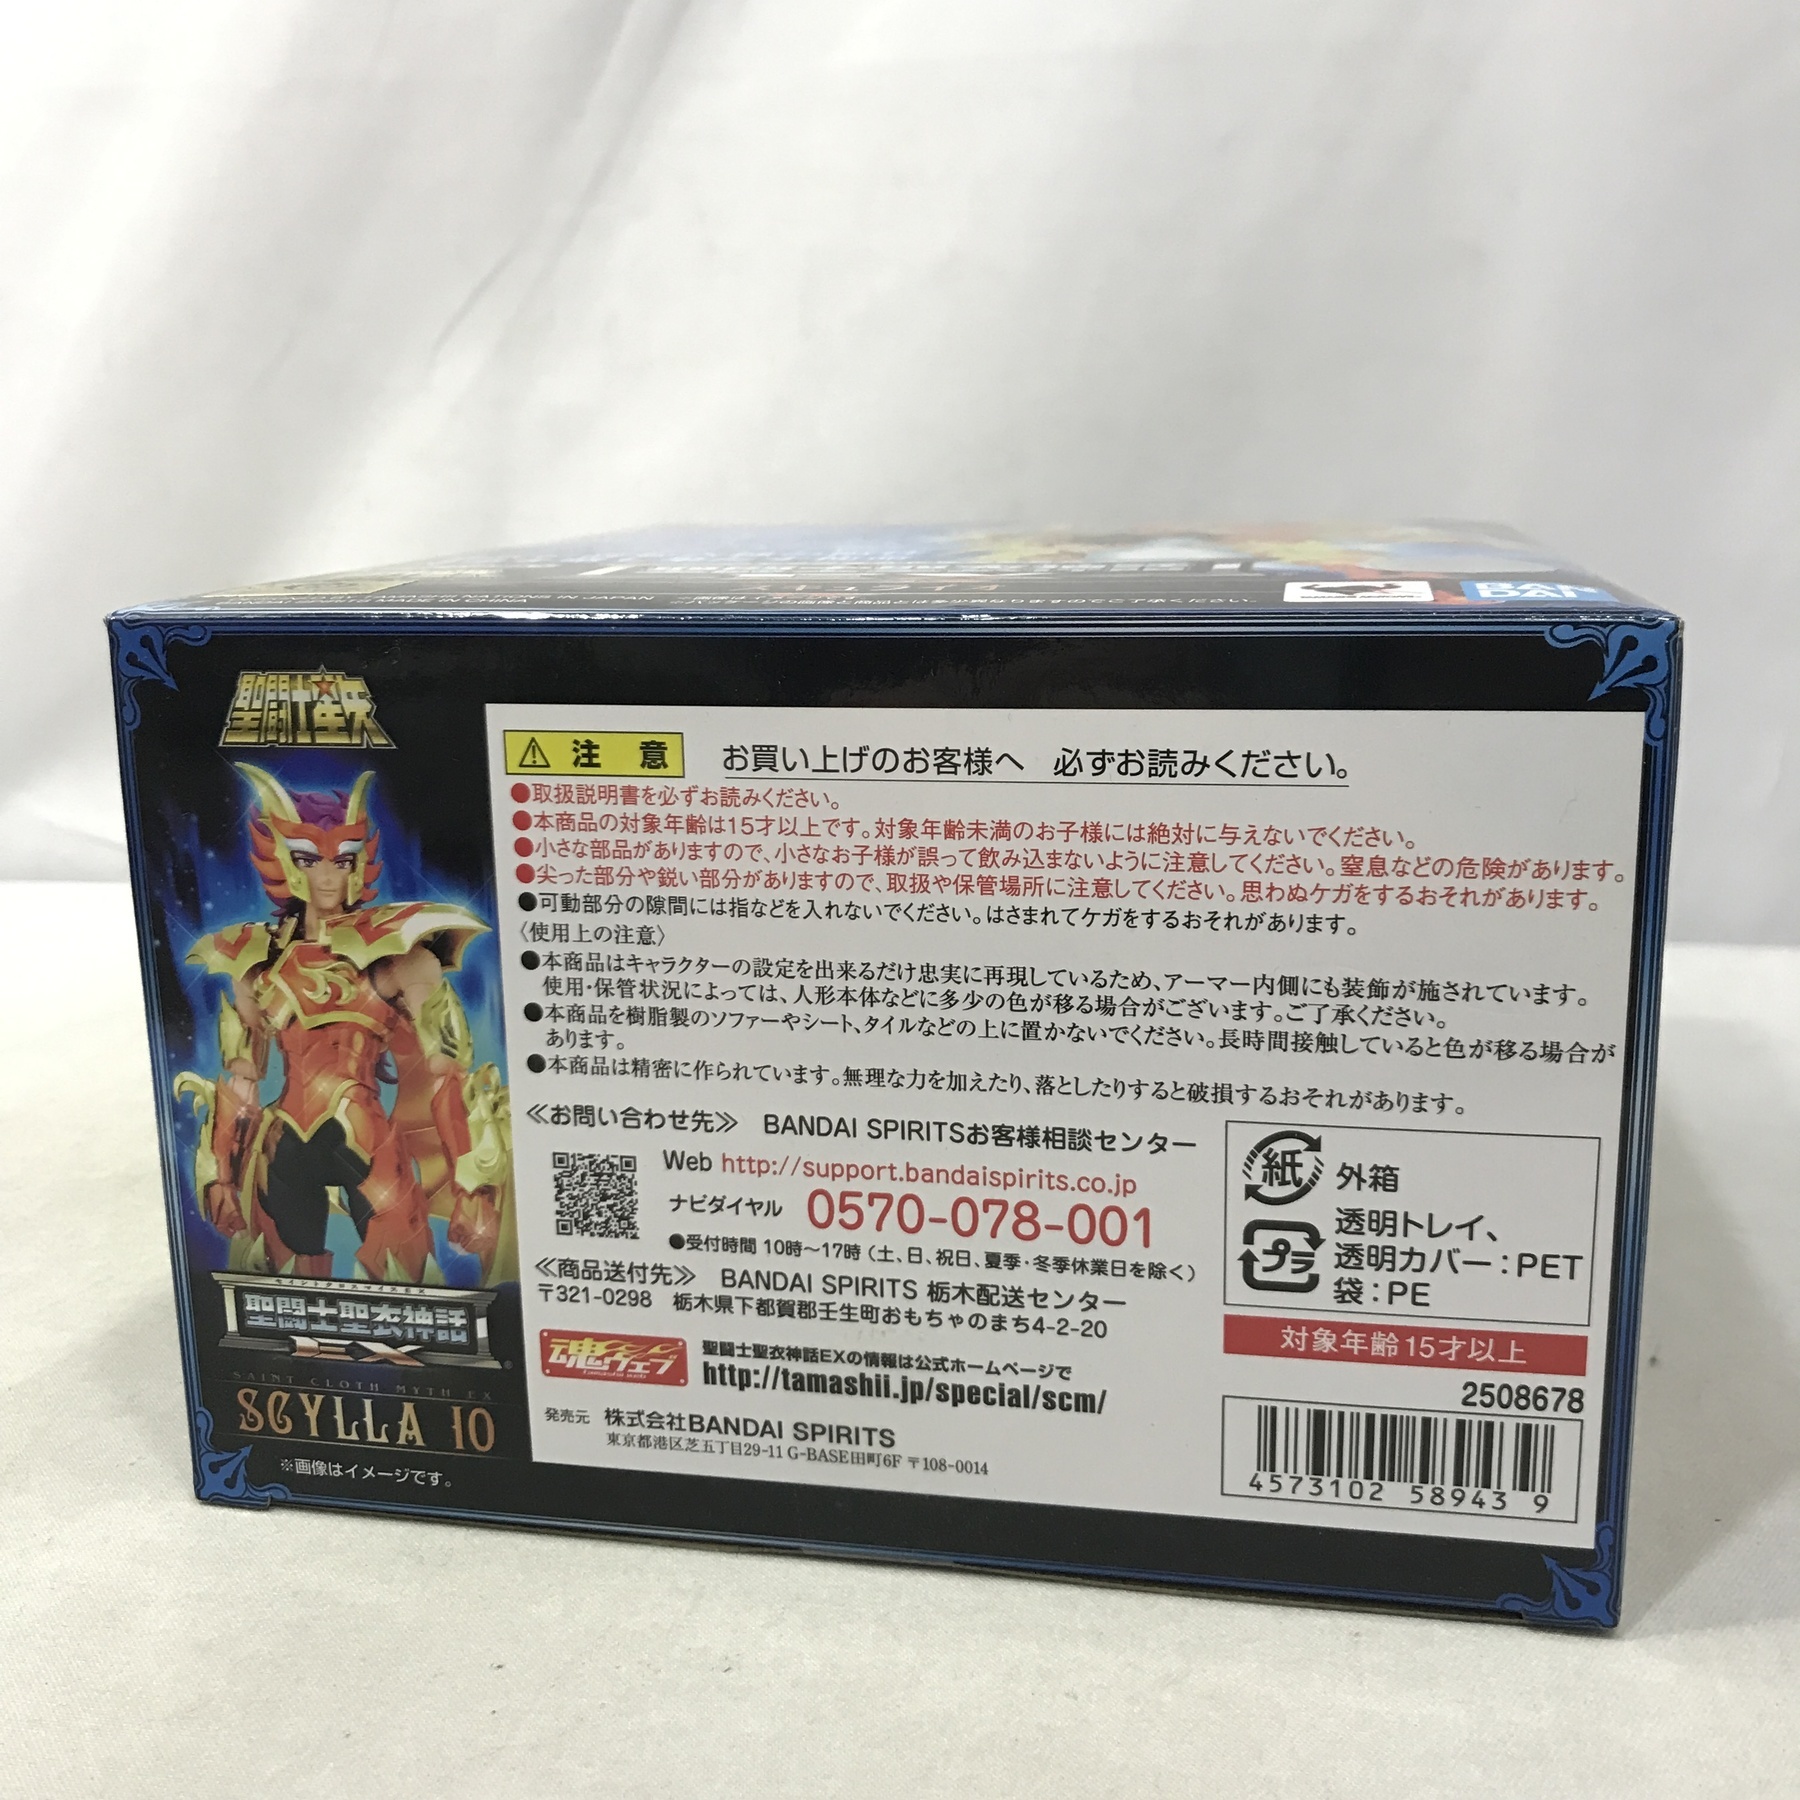 BAN
DAI
MADE IN CHINA
聖闘士星矢
⚠注意 お買い上げのお客様へ 必ずお読みください。
●取扱説明書を必ずお読みください。
●本商品の対象年齢は15才以上です。対象年齢未満のお子様には絶対に与えないでください。
●小さな部品がありますので、小さなお子様が誤って飲み込まないように注意してください。窒息などの危険があります。
●尖った部分や鋭い部分がありますので、取扱や保管場所に注意してください。思わぬケガをするおそれがあります。
●可動部分の隙間には指などを入れないでください。はさまれてケガをするおそれがあります。
〈使用上の注意〉
●本商品はキャラクターの設定を出来るだけ忠実に再現しているため、アーマー内側にも装飾が施されています。
使用・保管状況によっては、人形本体などに多少の色が移る場合がございます。ご了承ください。
●本商品を樹脂製のソファーやシート、タイルなどの上に置かないでください。長時間接触していると色が移る場合が
あります。
●本商品は精密に作られています。無理な力を加えたり、落としたりすると破損するおそれがあります。
≪お問い合わせ先≫ BANDAI SPIRITSお客様相談センター
Web http://support.bandaispirits.co.jp
ナビダイヤル 0570-078-001
●受付時間 10時〜17時（土、日、祝日、夏季・冬季休業日を除く）
≪商品送付先≫ BANDAI SPIRITS 栃木配送センター
〒321-0298 栃木県下都賀郡壬生町おもちゃのまち4-2-20
魂ウェブ
聖闘士聖衣神話EXの情報は公式ホームページで
http://tamashii.jp/special/scm/
発売元 株式会社BANDAI SPIRITS
東京都港区芝五丁目29-11 G-BASE田町6F 〒108-0014
紙 外箱
プラ 透明トレイ、
透明カバー：PET
袋：PE
対象年齢15才以上
2508678
4573102 58943 9
セイントクロスマイスEX
聖闘士聖衣神話
EX
SAINT CLOTH MYTH EX
SCYLLA IO
※画像はイメージです。